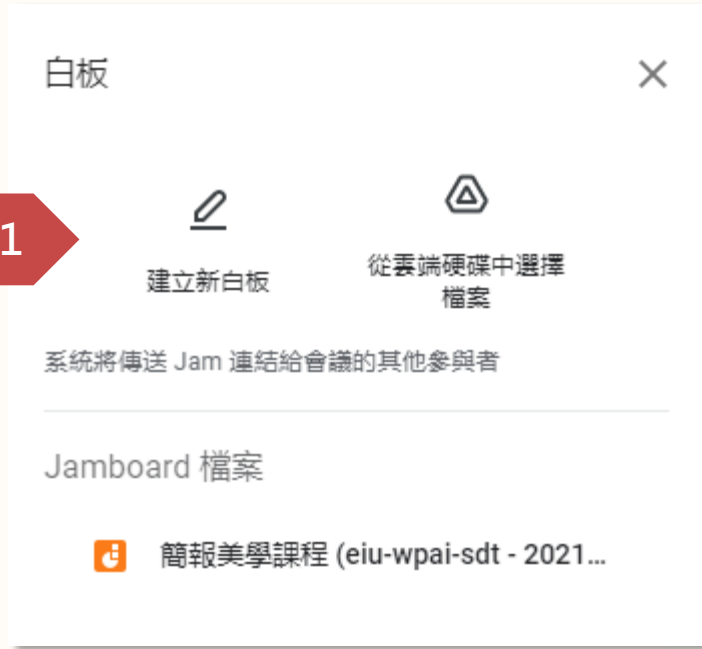 白板
1
建立新白板
從雲端硬碟中選擇
檔案
系統將傳送 Jam 連結給會議的其他參與者
Jamboard 檔案
簡報美學課程 (eiu-wpai-sdt - 2021...